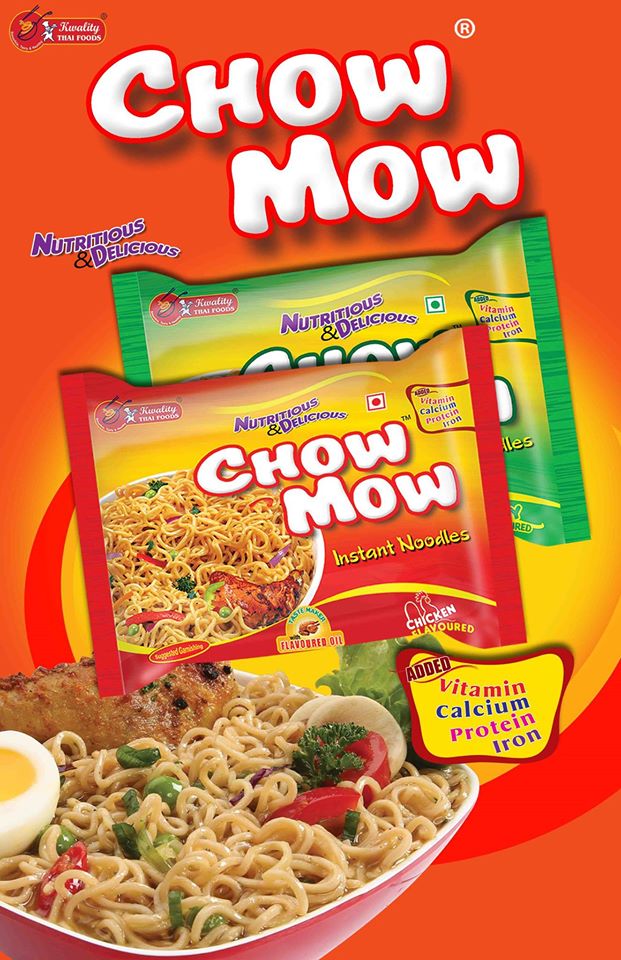 Kwality
THAI FOODS
®
CHOW
MOW
NUTRITIOUS
& DELICIOUS
Kwality
THAI FOODS
NUTRITIOUS
& DELICIOUS
ADDED
Vitamin
Calcium
Protein
Iron
Kwality
THAI FOODS
NUTRITIOUS
& DELICIOUS
ADDED
Vitamin
Calcium
Protein
Iron
CHOW
MOW
TM
Instant Noodles
TASTE MAKER
with
FLAVOURED OIL
CHICKEN
FLAVOURED
Suggested Garnishing
ADDED
Vitamin
Calcium
Protein
Iron